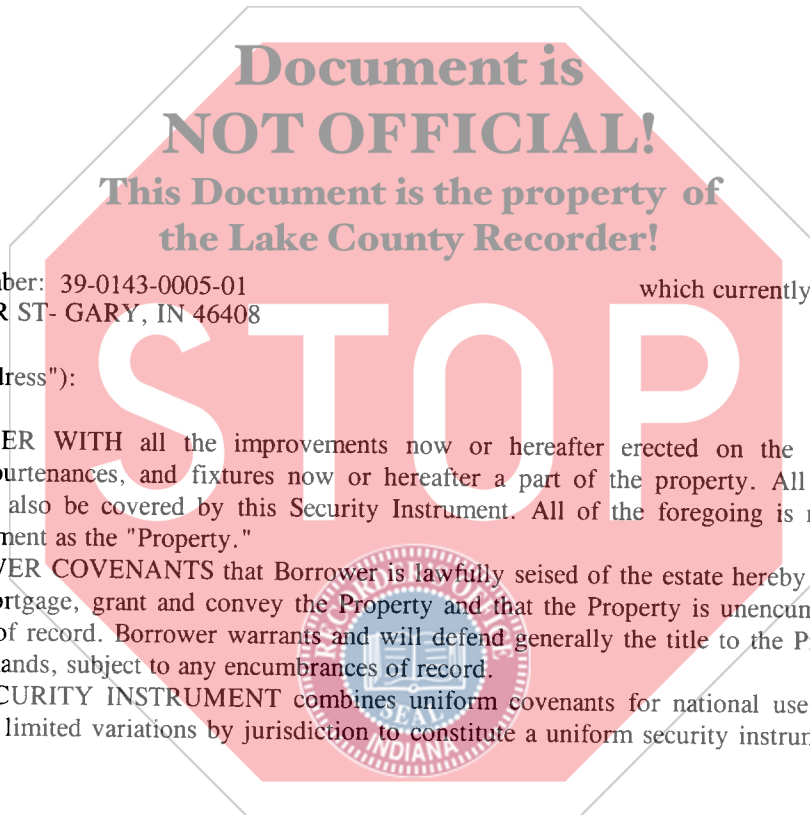 Document is
NOT OFFICIAL!
This Document is the property of
the Lake County Recorder!
ber: 39-0143-0005-01 which currently
R ST- GARY, IN 46408
dress"):
ER WITH all the improvements now or hereafter erected on the
purtenances, and fixtures now or hereafter a part of the property. All
also be covered by this Security Instrument. All of the foregoing is
ment as the "Property."
VER COVENANTS that Borrower is lawfully seised of the estate hereby
ortgage, grant and convey the Property and that the Property is unencum
of record. Borrower warrants and will defend generally the title to the P
ands, subject to any encumbrances of record.
CURITY INSTRUMENT combines uniform covenants for national use
limited variations by jurisdiction to constitute a uniform security instrum
STOP
RECORDER'S OFFICE
SEAL
INDIANA